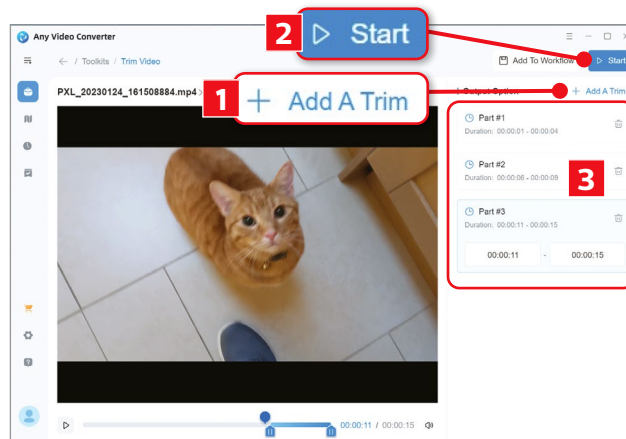 Any Video Converter
2
Start
← / Toolkits / Trim Video
Add To Workflow
Start
PXL_20230124_161508884.mp4
1
+ Add A Trim
Output Option
+ Add A Trim
Part #1
Duration: 00:00:01 - 00:00:04
Part #2
Duration: 00:00:06 - 00:00:09
3
Part #3
Duration: 00:00:11 - 00:00:15
00:00:11 - 00:00:15
00:00:11 / 00:00:15